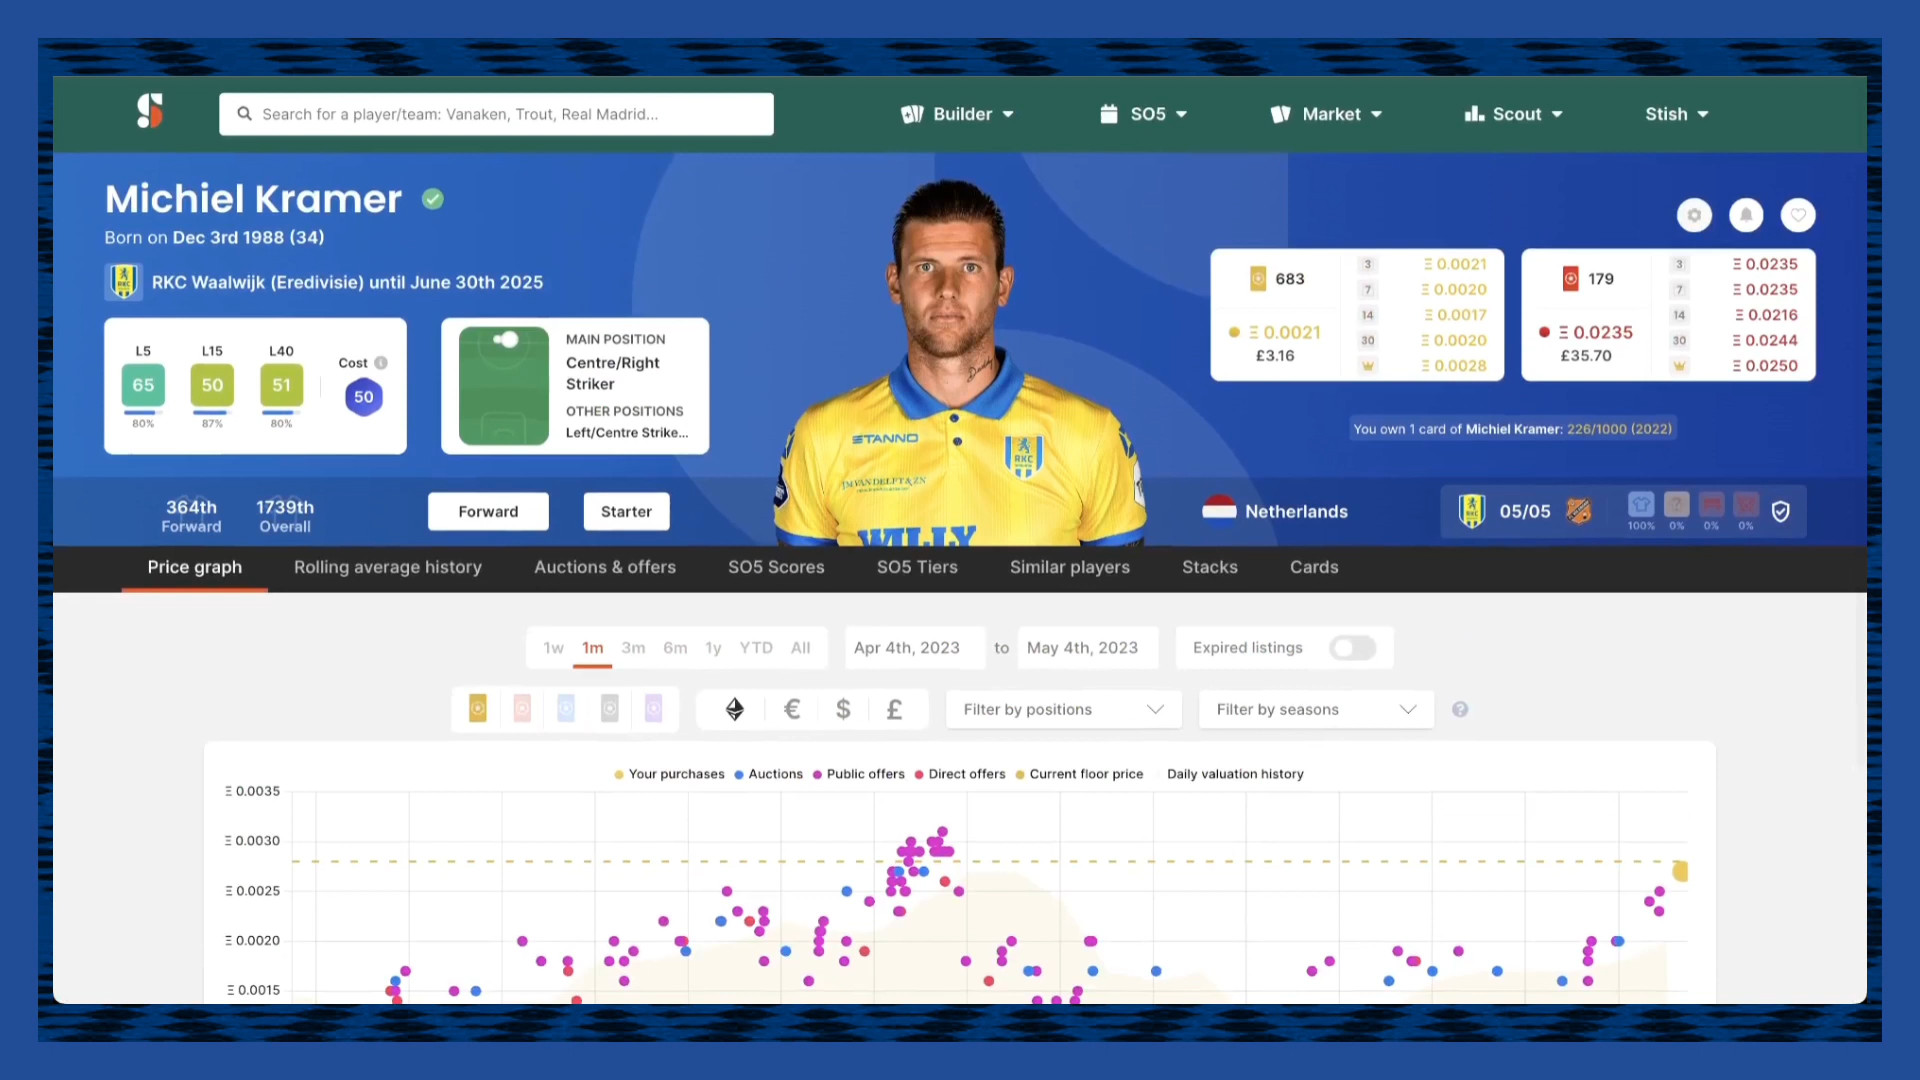 Search for a player/team: Vanaken, Trout, Real Madrid...
Builder
SO5
Market
Scout
Stish
Michiel Kramer
Born on Dec 3rd 1988 (34)
RKC Waalwijk (Eredivisie) until June 30th 2025
L5 L15 L40
Cost
65 50 51
50
80% 87% 80%
MAIN POSITION
Centre/Right
Striker
OTHER POSITIONS
Left/Centre Strike...
364th
Forward
1739th
Overall
Forward
Starter
STANNO
RKC
WILLY
683
Ξ 0.0021
£3.16
3 Ξ 0.0021
7 Ξ 0.0020
14 Ξ 0.0017
30 Ξ 0.0020
Ξ 0.0028
179
Ξ 0.0235
£35.70
3 Ξ 0.0235
7 Ξ 0.0235
14 Ξ 0.0216
30 Ξ 0.0244
Ξ 0.0250
You own 1 card of Michiel Kramer: 226/1000 (2022)
Netherlands
05/05
100% 0% 0% 0%
Price graph
Rolling average history
Auctions & offers
SO5 Scores
SO5 Tiers
Similar players
Stacks
Cards
1w 1m 3m 6m 1y YTD All
Apr 4th, 2023 to May 4th, 2023
Expired listings
€ $ £
Filter by positions
Filter by seasons
?
Your purchases Auctions Public offers Direct offers Current floor price Daily valuation history
Ξ 0.0035
Ξ 0.0030
Ξ 0.0025
Ξ 0.0020
Ξ 0.0015